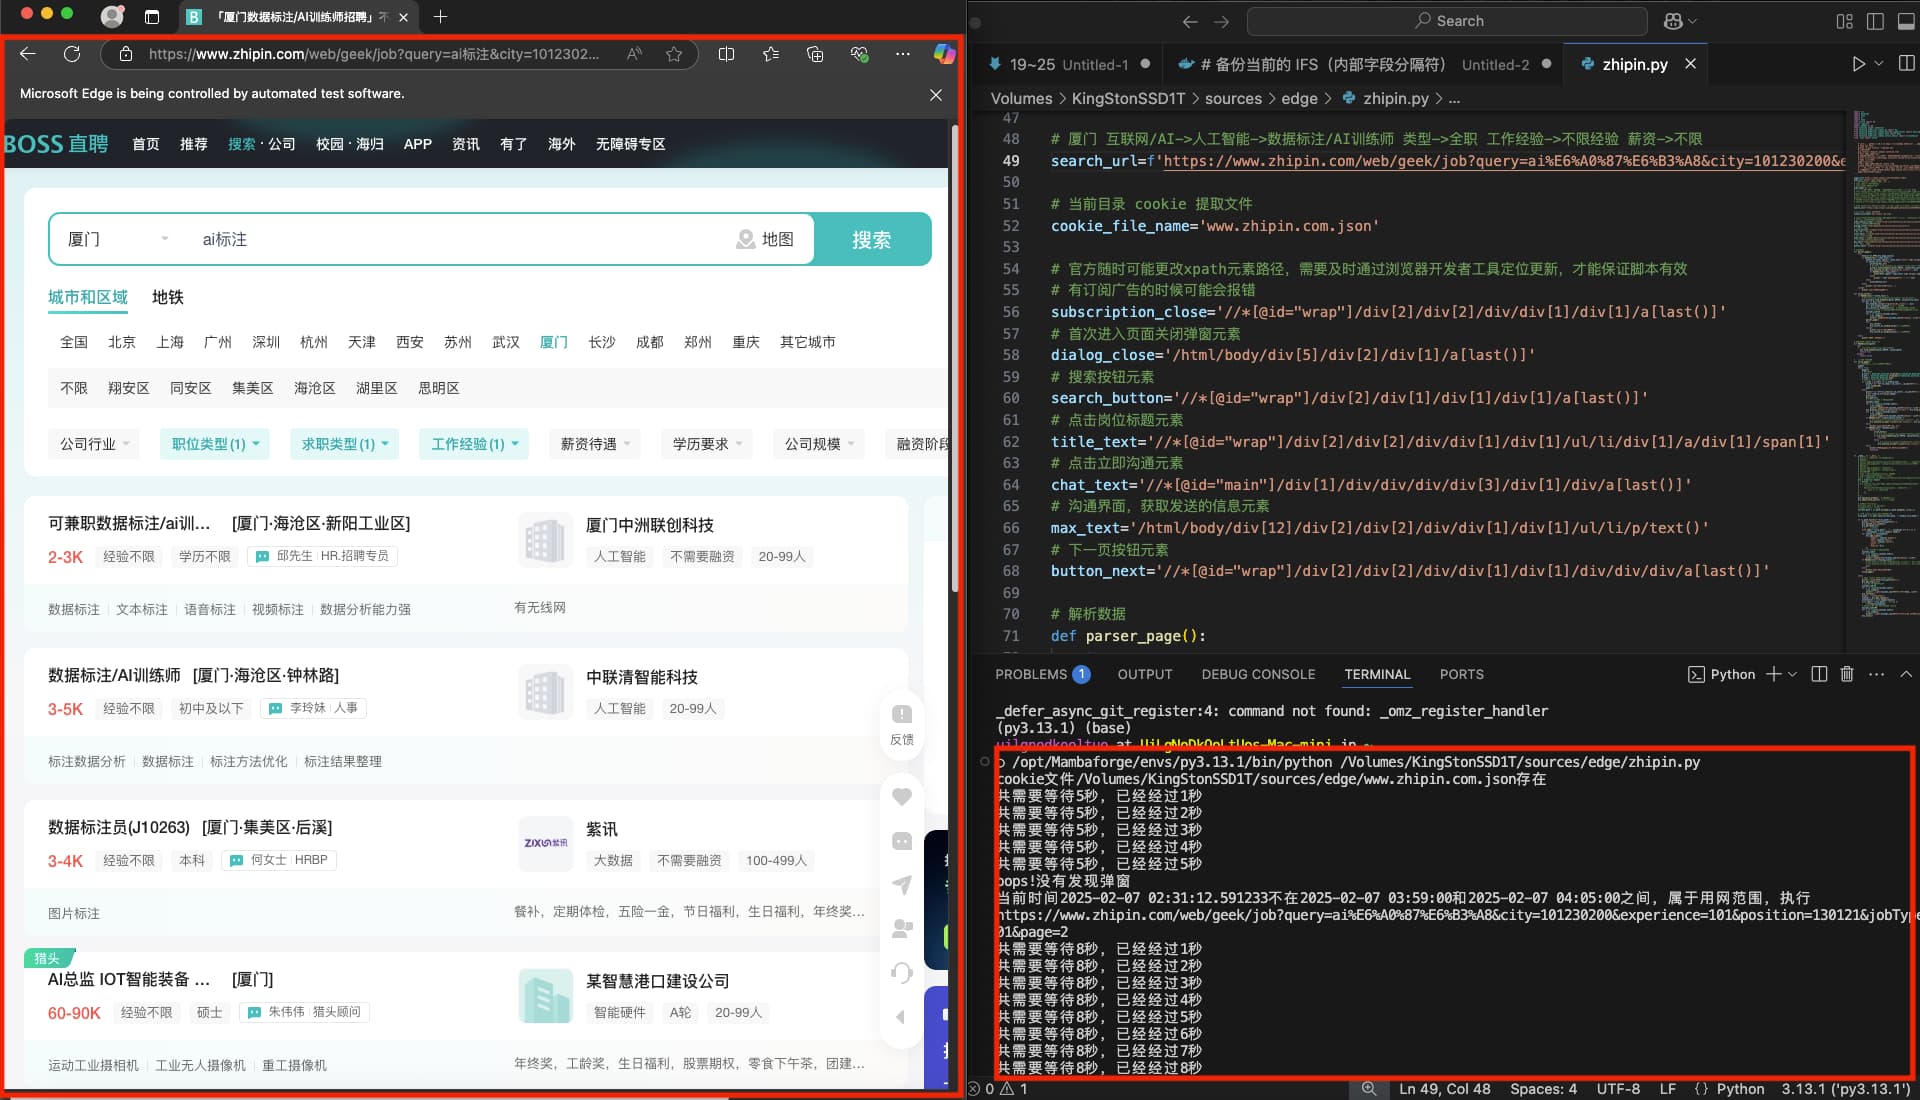 「厦门数据标注/AI训练师招聘」
https://www.zhipin.com/web/geek/job?query=ai标注&city=1012302...
Microsoft Edge is being controlled by automated test software.
BOSS 直聘 首页 推荐 搜索 · 公司 校园 · 海归 APP 资讯 有了 海外 无障碍专区
厦门 ai标注 地图 搜索
城市和区域 地铁
全国 北京 上海 广州 深圳 杭州 天津 西安 苏州 武汉 厦门 长沙 成都 郑州 重庆 其它城市
不限 翔安区 同安区 集美区 海沧区 湖里区 思明区
公司行业 职位类型(1) 求职类型(1) 工作经验(1) 薪资待遇 学历要求 公司规模 融资阶段
可兼职数据标注/ai训... [厦门·海沧区·新阳工业区] 厦门中洲联创科技
2-3K 经验不限 学历不限 邱先生 HR.招聘专员 人工智能 不需要融资 20-99人
数据标注 文本标注 语音标注 视频标注 数据分析能力强 有无线网
数据标注/AI训练师 [厦门·海沧区·钟林路] 中联清智能科技
3-5K 经验不限 初中及以下 李玲妹 人事 人工智能 20-99人
反馈
标注数据分析 数据标注 标注方法优化 标注结果整理
数据标注员(J10263) [厦门·集美区·后溪] 紫讯
ZIXUN紫讯
3-4K 经验不限 本科 何女士 HRBP 大数据 不需要融资 100-499人
图片标注 餐补，定期体检，五险一金，节日福利，生日福利，年终奖...
猎头
AI总监 IOT智能装备 ... [厦门] 某智慧港口建设公司
60-90K 经验不限 硕士 朱伟伟 猎头顾问 智能硬件 A轮 20-99人
运动工业摄相机 工业无人摄像机 重工摄像机 年终奖，工龄奖，生日福利，股票期权，零食下午茶，团建...
Search
19~25 Untitled-1 # 备份当前的 IFS（内部字段分隔符） Untitled-2 zhipin.py
Volumes > KingStonSSD1T > sources > edge > zhipin.py > ...
47
48 # 厦门 互联网/AI->人工智能->数据标注/AI训练师 类型->全职 工作经验->不限经验 薪资->不限
49 search_url=f'https://www.zhipin.com/web/geek/job?query=ai%E6%A0%87%E6%B3%A8&city=101230200&e
50
51 # 当前目录 cookie 提取文件
52 cookie_file_name='www.zhipin.com.json'
53
54 # 官方随时可能更改xpath元素路径，需要及时通过浏览器开发者工具定位更新，才能保证脚本有效
55 # 有订阅广告的时候可能会报错
56 subscription_close='//*[@id="wrap"]/div[2]/div[2]/div/div[1]/div[1]/a[last()]'
57 # 首次进入页面关闭弹窗元素
58 dialog_close='/html/body/div[5]/div[2]/div[1]/a[last()]'
59 # 搜索按钮元素
60 search_button='//*[@id="wrap"]/div[2]/div[1]/div[1]/div[1]/a[last()]'
61 # 点击岗位标题元素
62 title_text='//*[@id="wrap"]/div[2]/div[2]/div/div[1]/div[1]/ul/li/div[1]/a/div[1]/span[1]'
63 # 点击立即沟通元素
64 chat_text='//*[@id="main"]/div[1]/div[1]/div/div/div[3]/div[1]/div/a[last()]'
65 # 沟通界面，获取发送的信息元素
66 max_text='/html/body/div[12]/div[2]/div[2]/div[1]/div[1]/ul/li/p/text()'
67 # 下一页按钮元素
68 button_next='//*[@id="wrap"]/div[2]/div[2]/div/div[1]/div[1]/div/div/div/a[last()]'
69
70 # 解析数据
71 def parser_page():
PROBLEMS 1 OUTPUT DEBUG CONSOLE TERMINAL PORTS Python
_defer_async_git_register:4: command not found: _omz_register_handler
(py3.13.1) (base)
/opt/Mambaforge/envs/py3.13.1/bin/python /Volumes/KingStonSSD1T/sources/edge/zhipin.py
cookie文件/Volumes/KingStonSSD1T/sources/edge/www.zhipin.com.json存在
共需要等待5秒，已经经过1秒
共需要等待5秒，已经经过2秒
共需要等待5秒，已经经过3秒
共需要等待5秒，已经经过4秒
共需要等待5秒，已经经过5秒
oops!没有发现弹窗
当前时间2025-02-07 02:31:12.591233不在2025-02-07 03:59:00和2025-02-07 04:05:00之间，属于用网范围，执行
https://www.zhipin.com/web/geek/job?query=ai%E6%A0%87%E6%B3%A8&city=101230200&experience=101&position=130121&jobType
01&page=2
共需要等待8秒，已经经过1秒
共需要等待8秒，已经经过2秒
共需要等待8秒，已经经过3秒
共需要等待8秒，已经经过4秒
共需要等待8秒，已经经过5秒
共需要等待8秒，已经经过6秒
共需要等待8秒，已经经过7秒
共需要等待8秒，已经经过8秒
0 1 Ln 49, Col 48 Spaces: 4 UTF-8 LF {} Python 3.13.1 ('py3.13.1')